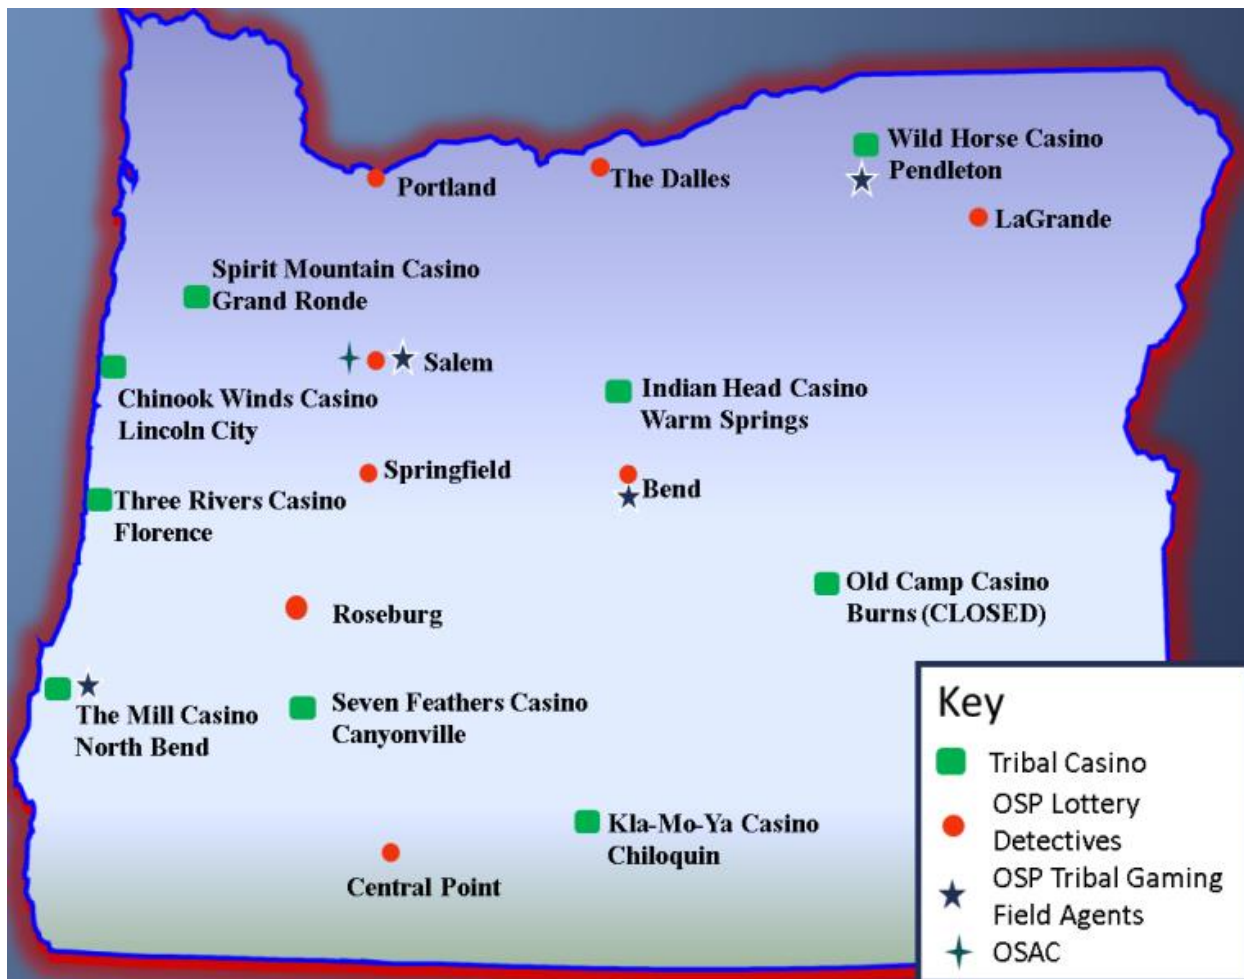 Wild Horse Casino
Pendleton
Portland
The Dalles
LaGrande
Spirit Mountain Casino
Grand Ronde
Salem
Chinook Winds Casino
Lincoln City
Indian Head Casino
Warm Springs
Springfield
Bend
Three Rivers Casino
Florence
Old Camp Casino
Burns (CLOSED)
Roseburg
The Mill Casino
North Bend
Seven Feathers Casino
Canyonville
Kla-Mo-Ya Casino
Chiloquin
Central Point
Key
Tribal Casino
OSP Lottery
Detectives
OSP Tribal Gaming
Field Agents
OSAC